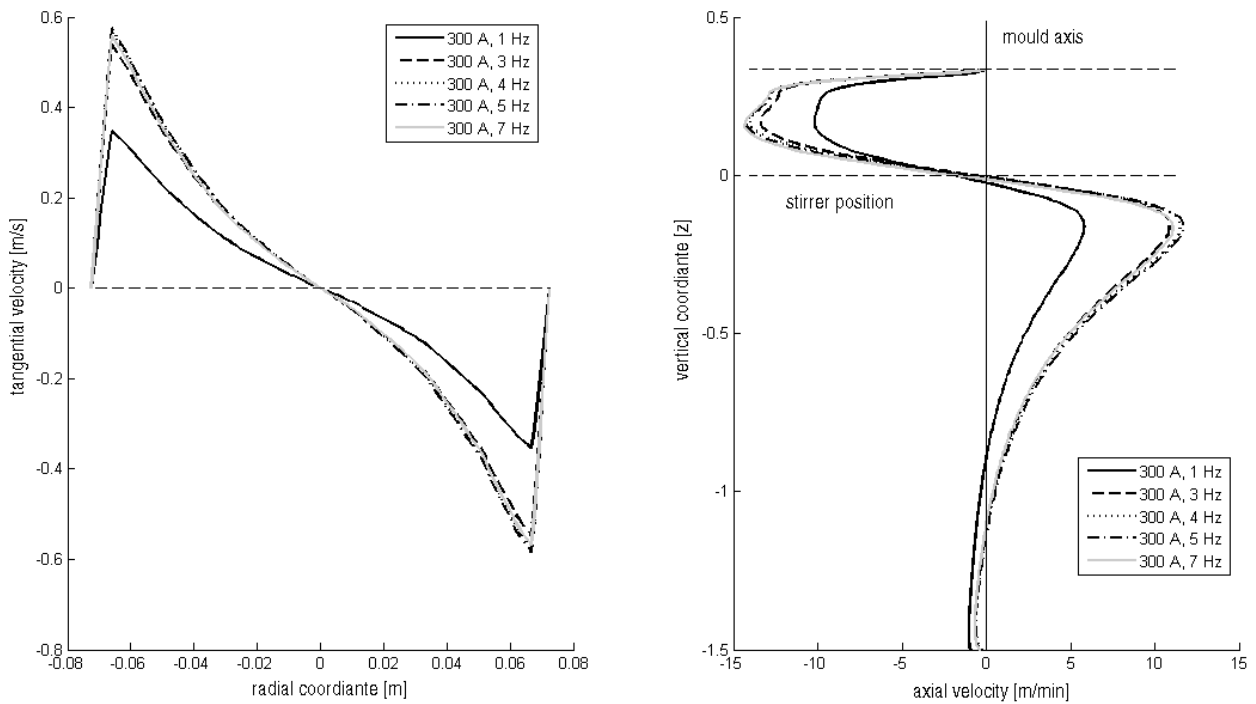 0.6
0.4
0.2
0
-0.2
-0.4
-0.6
-0.8
tangential velocity [m/s]
300 A, 1 Hz
300 A, 3 Hz
300 A, 4 Hz
300 A, 5 Hz
300 A, 7 Hz
-0.08 -0.06 -0.04 -0.02 0 0.02 0.04 0.06 0.08
radial coordiante [m]
0.5
0
-0.5
-1
-1.5
vertical coordiante [z]
mould axis
stirrer position
300 A, 1 Hz
300 A, 3 Hz
300 A, 4 Hz
300 A, 5 Hz
300 A, 7 Hz
-15 -10 -5 0 5 10 15
axial velocity [m/min]